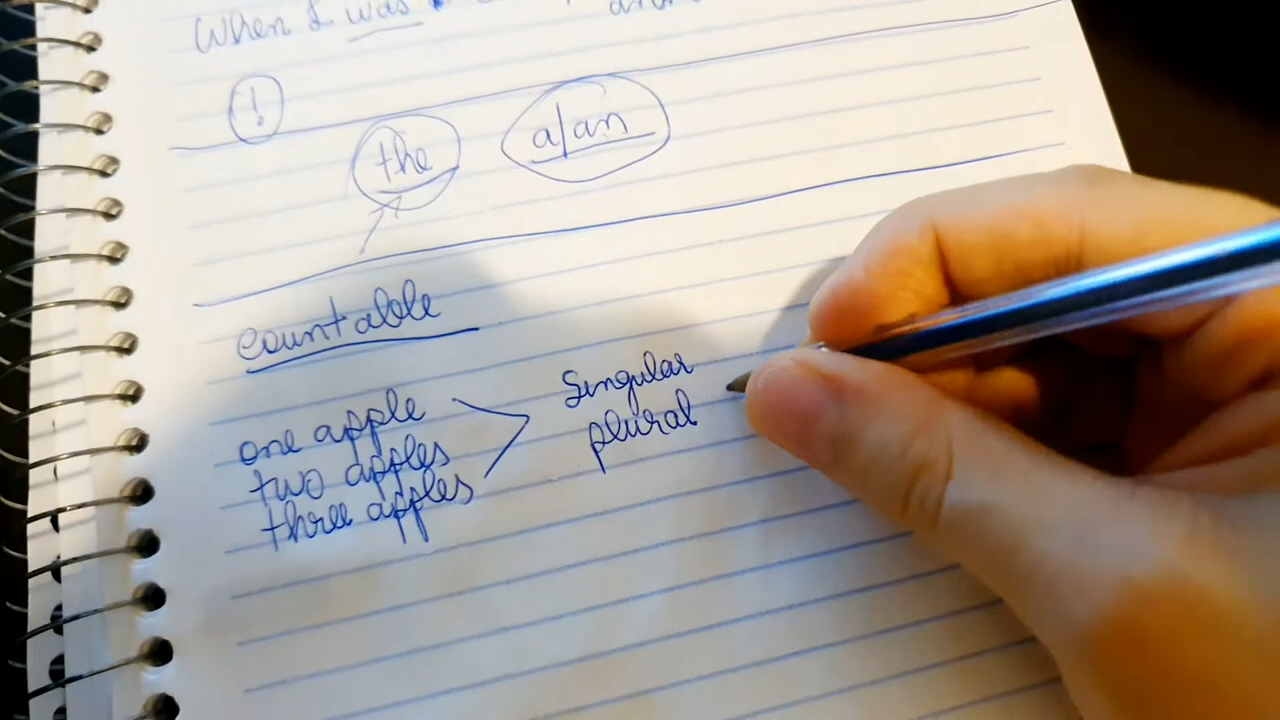 When I was
!
the a/an
countable
one apple
two apples
three apples
Singular
plural